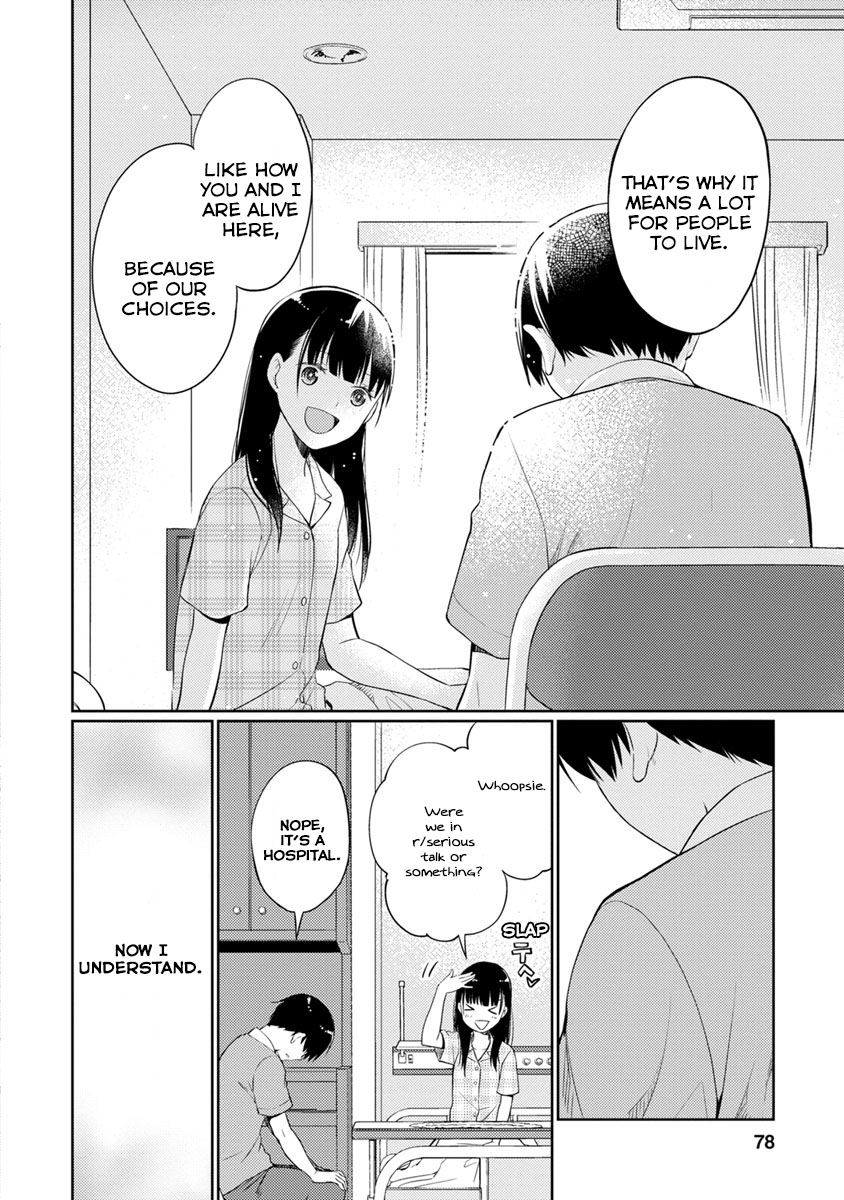 THAT'S WHY IT
MEANS A LOT
FOR PEOPLE
TO LIVE.
LIKE HOW
YOU AND I
ARE ALIVE
HERE,
BECAUSE
OF OUR
CHOICES.
Whoopsie.
Were
we in
r/serious
talk or
something?
SLAP
テヘ
NOPE,
IT'S A
HOSPITAL.
NOW I
UNDERSTAND.
78